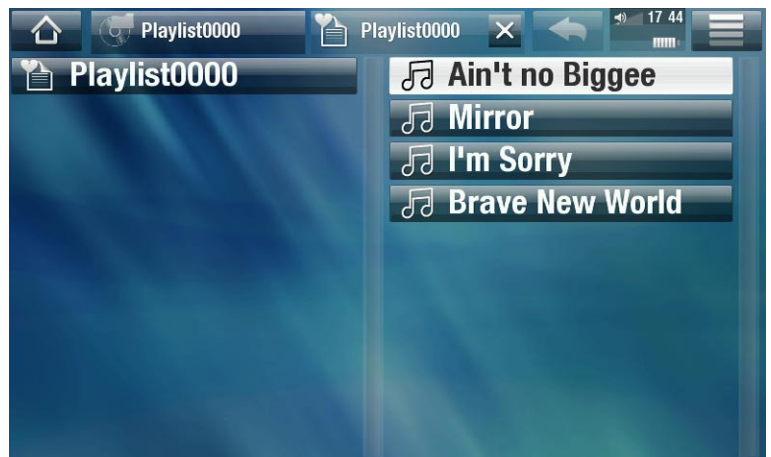 Playlist0000 Playlist0000 17 44
Playlist0000
Ain't no Biggee
Mirror
I'm Sorry
Brave New World